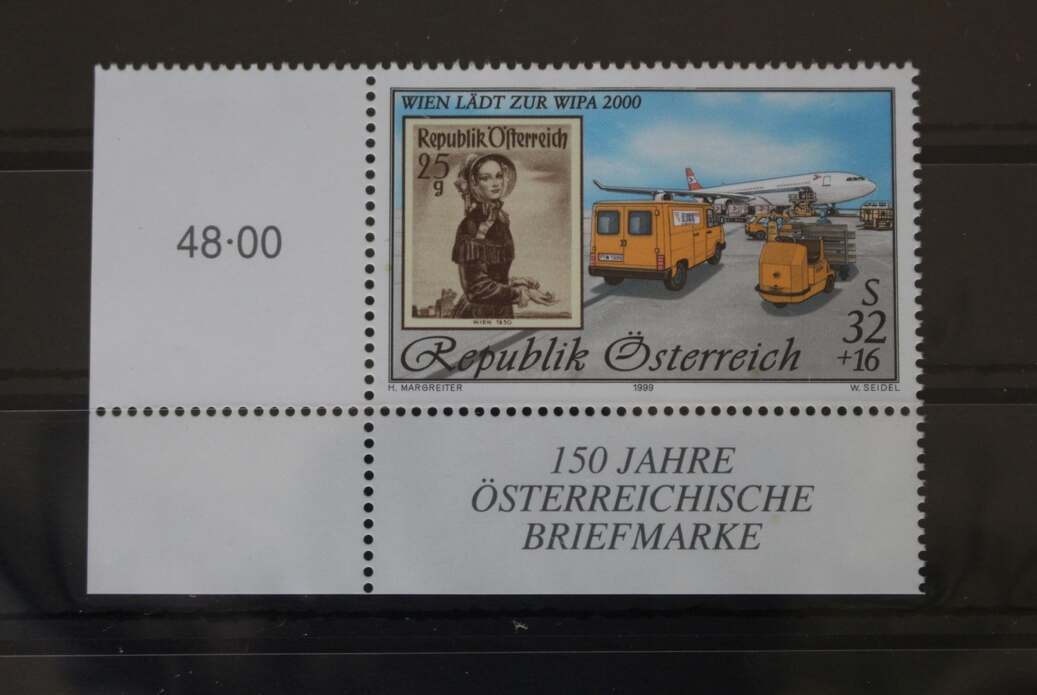 48·00
WIEN LÄDT ZUR WIPA 2000
Republik Österreich
25
g
WIEN 1850
S
32
+16
Republik Österreich
H. MARGREITER 1999 W. SEIDEL
150 JAHRE
ÖSTERREICHISCHE
BRIEFMARKE